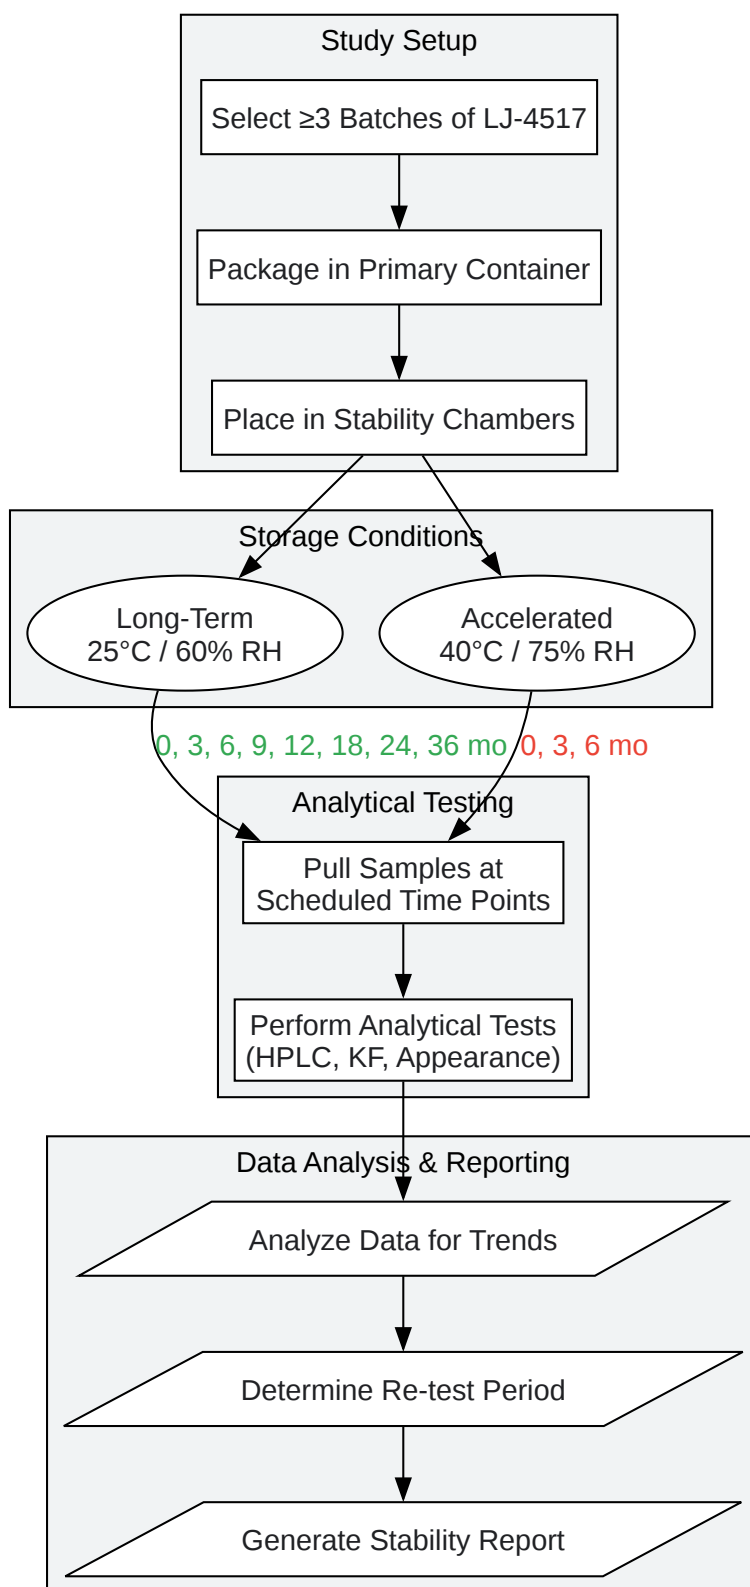 Study Setup
Select ≥3 Batches of LJ-4517
Package in Primary Container
Place in Stability Chambers
Storage Conditions
Long-Term
25°C / 60% RH
Accelerated
40°C / 75% RH
0, 3, 6, 9, 12, 18, 24, 36 mo
0, 3, 6 mo
Analytical Testing
Pull Samples at
Scheduled Time Points
Perform Analytical Tests
(HPLC, KF, Appearance)
Data Analysis & Reporting
Analyze Data for Trends
Determine Re-test Period
Generate Stability Report